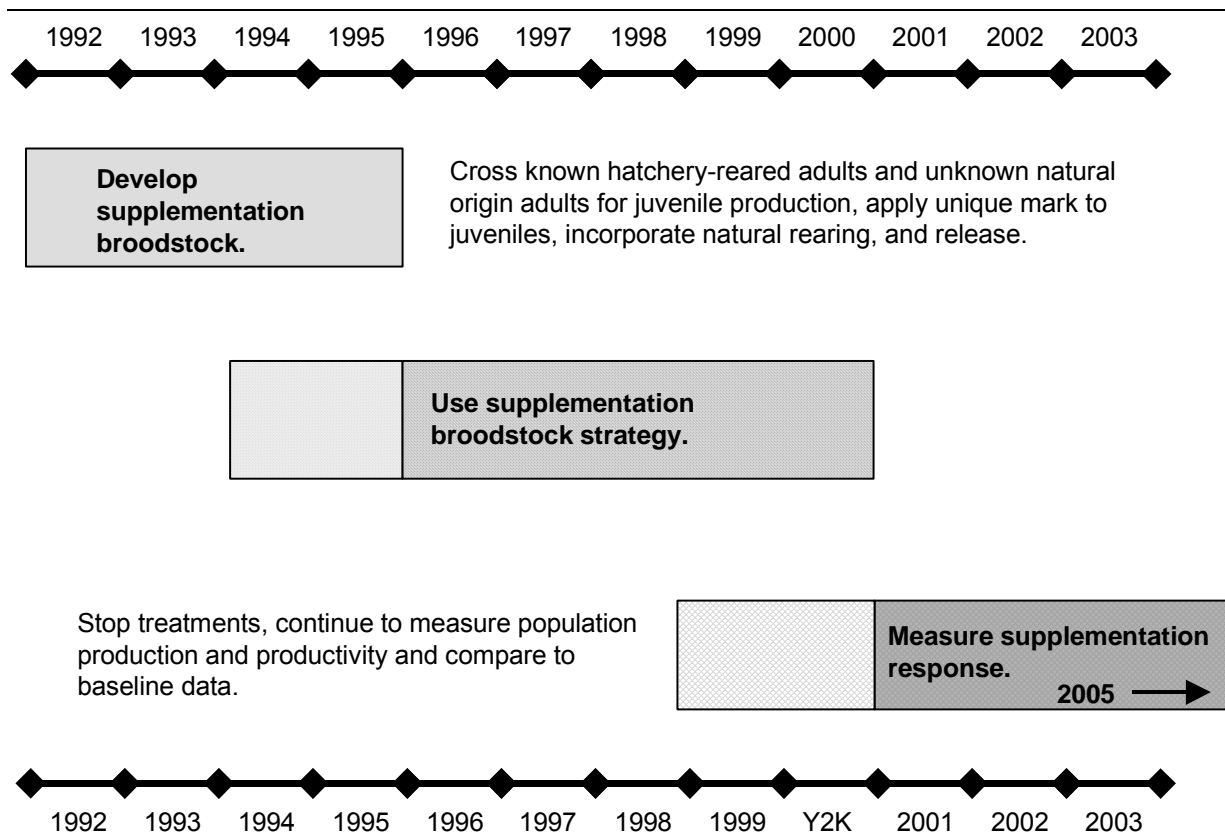 1992 1993 1994 1995 1996 1997 1998 1999 2000 2001 2002 2003
Develop
supplementation
broodstock.
Cross known hatchery-reared adults and unknown natural
origin adults for juvenile production, apply unique mark to
juveniles, incorporate natural rearing, and release.
Use supplementation
broodstock strategy.
Stop treatments, continue to measure population
production and productivity and compare to
baseline data.
Measure supplementation
response.
2005
1992 1993 1994 1995 1996 1997 1998 1999 Y2K 2001 2002 2003